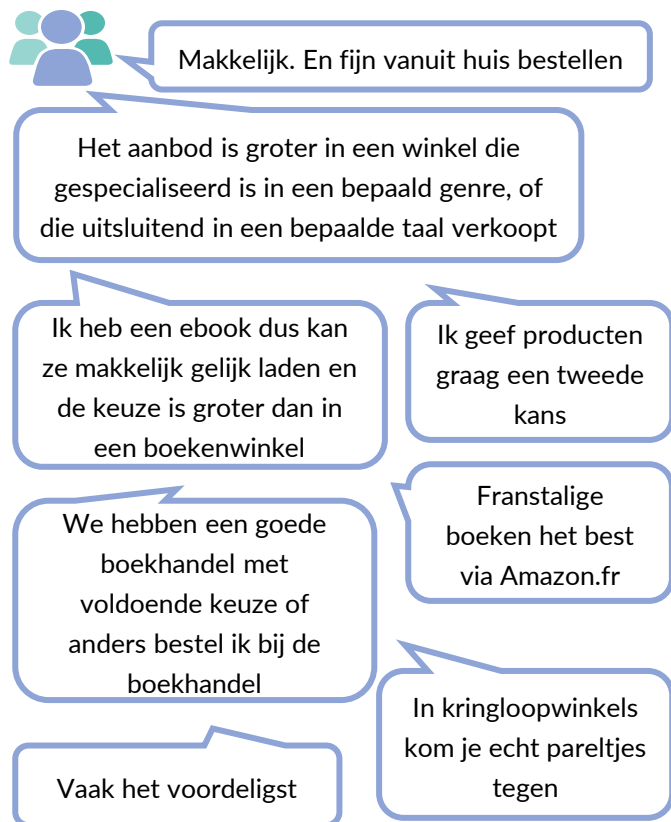 Makkelijk. En fijn vanuit huis bestellen
Het aanbod is groter in een winkel die
gespecialiseerd is in een bepaald genre, of
die uitsluitend in een bepaalde taal verkoopt
Ik heb een ebook dus kan
ze makkelijk gelijk laden en
de keuze is groter dan in
een boekenwinkel
Ik geef producten
graag een tweede
kans
We hebben een goede
boekhandel met
voldoende keuze of
anders bestel ik bij de
boekhandel
Franstalige
boeken het best
via Amazon.fr
In kringloopwinkels
kom je echt pareltjes
tegen
Vaak het voordeligst